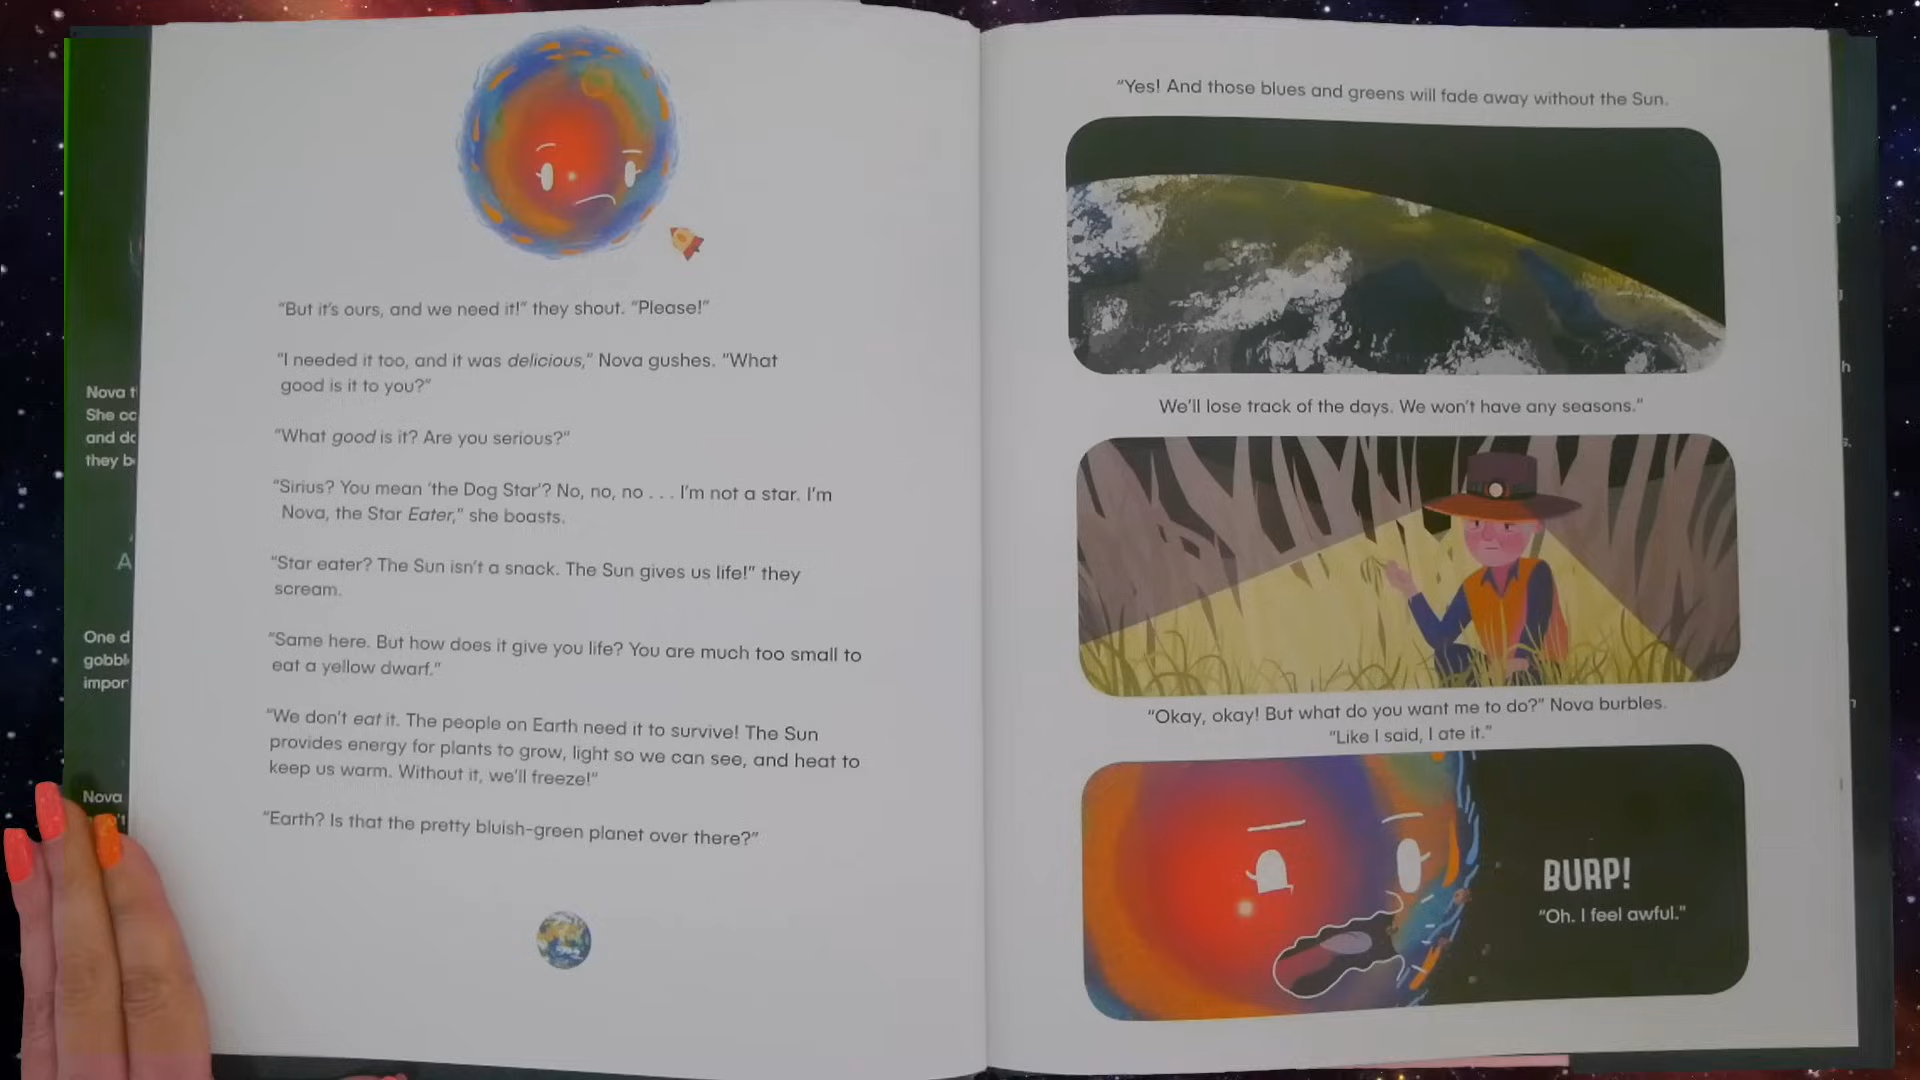 "But it's ours, and we need it!" they shout. "Please!"
"I needed it too, and it was delicious," Nova gushes. "What
good is it to you?"
"What good is it? Are you serious?"
"Sirius? You mean 'the Dog Star'? No, no, no . . . I'm not a star. I'm
Nova, the Star Eater," she boasts.
"Star eater? The Sun isn't a snack. The Sun gives us life!" they
scream.
"Same here. But how does it give you life? You are much too small to
eat a yellow dwarf."
"We don't eat it. The people on Earth need it to survive! The Sun
provides energy for plants to grow, light so we can see, and heat to
keep us warm. Without it, we'll freeze!"
"Earth? Is that the pretty bluish-green planet over there?"
"Yes! And those blues and greens will fade away without the Sun.
We'll lose track of the days. We won't have any seasons."
"Okay, okay! But what do you want me to do?" Nova burbles.
"Like I said, I ate it."
BURP!
"Oh. I feel awful."
Nova
She
and
they
A
One
Nova